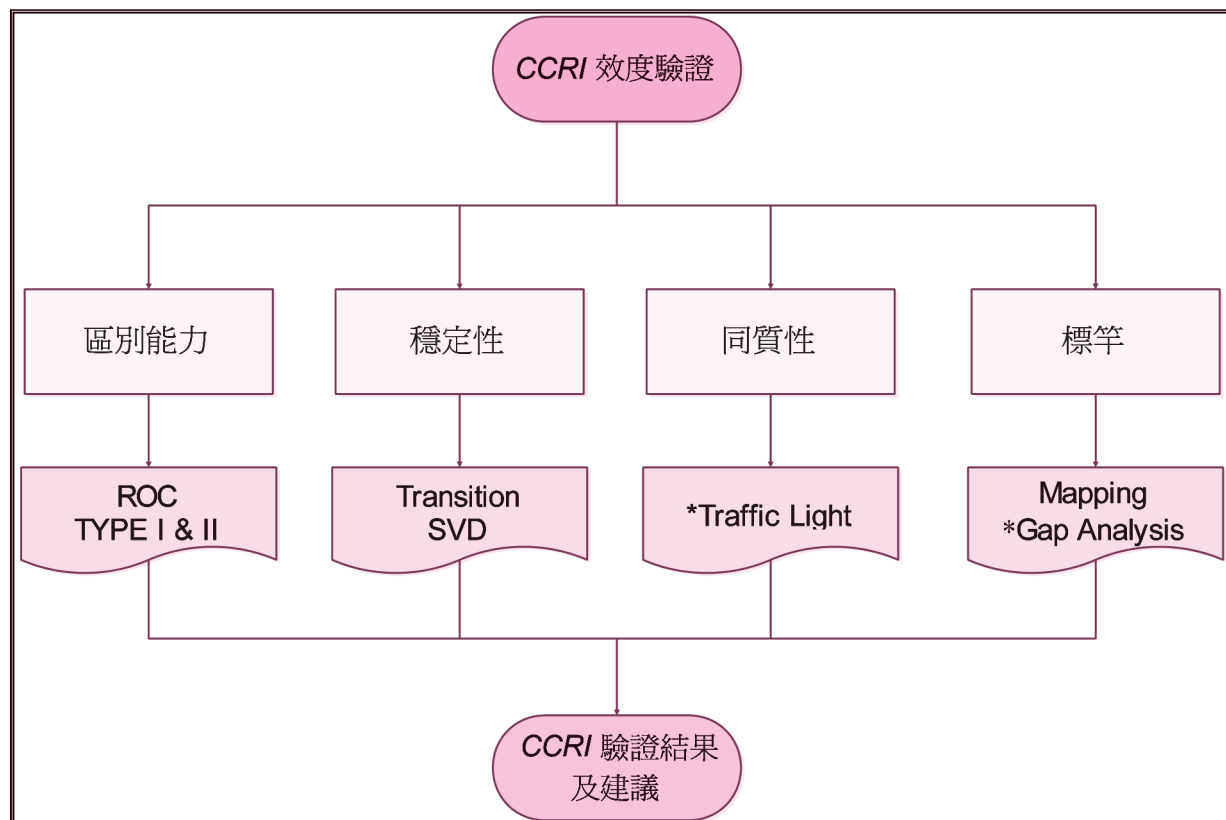 CCRI 效度驗證
區別能力
穩定性
同質性
標竿
ROC
TYPE I & II
Transition
SVD
*Traffic Light
Mapping
*Gap Analysis
CCRI 驗證結果
及建議